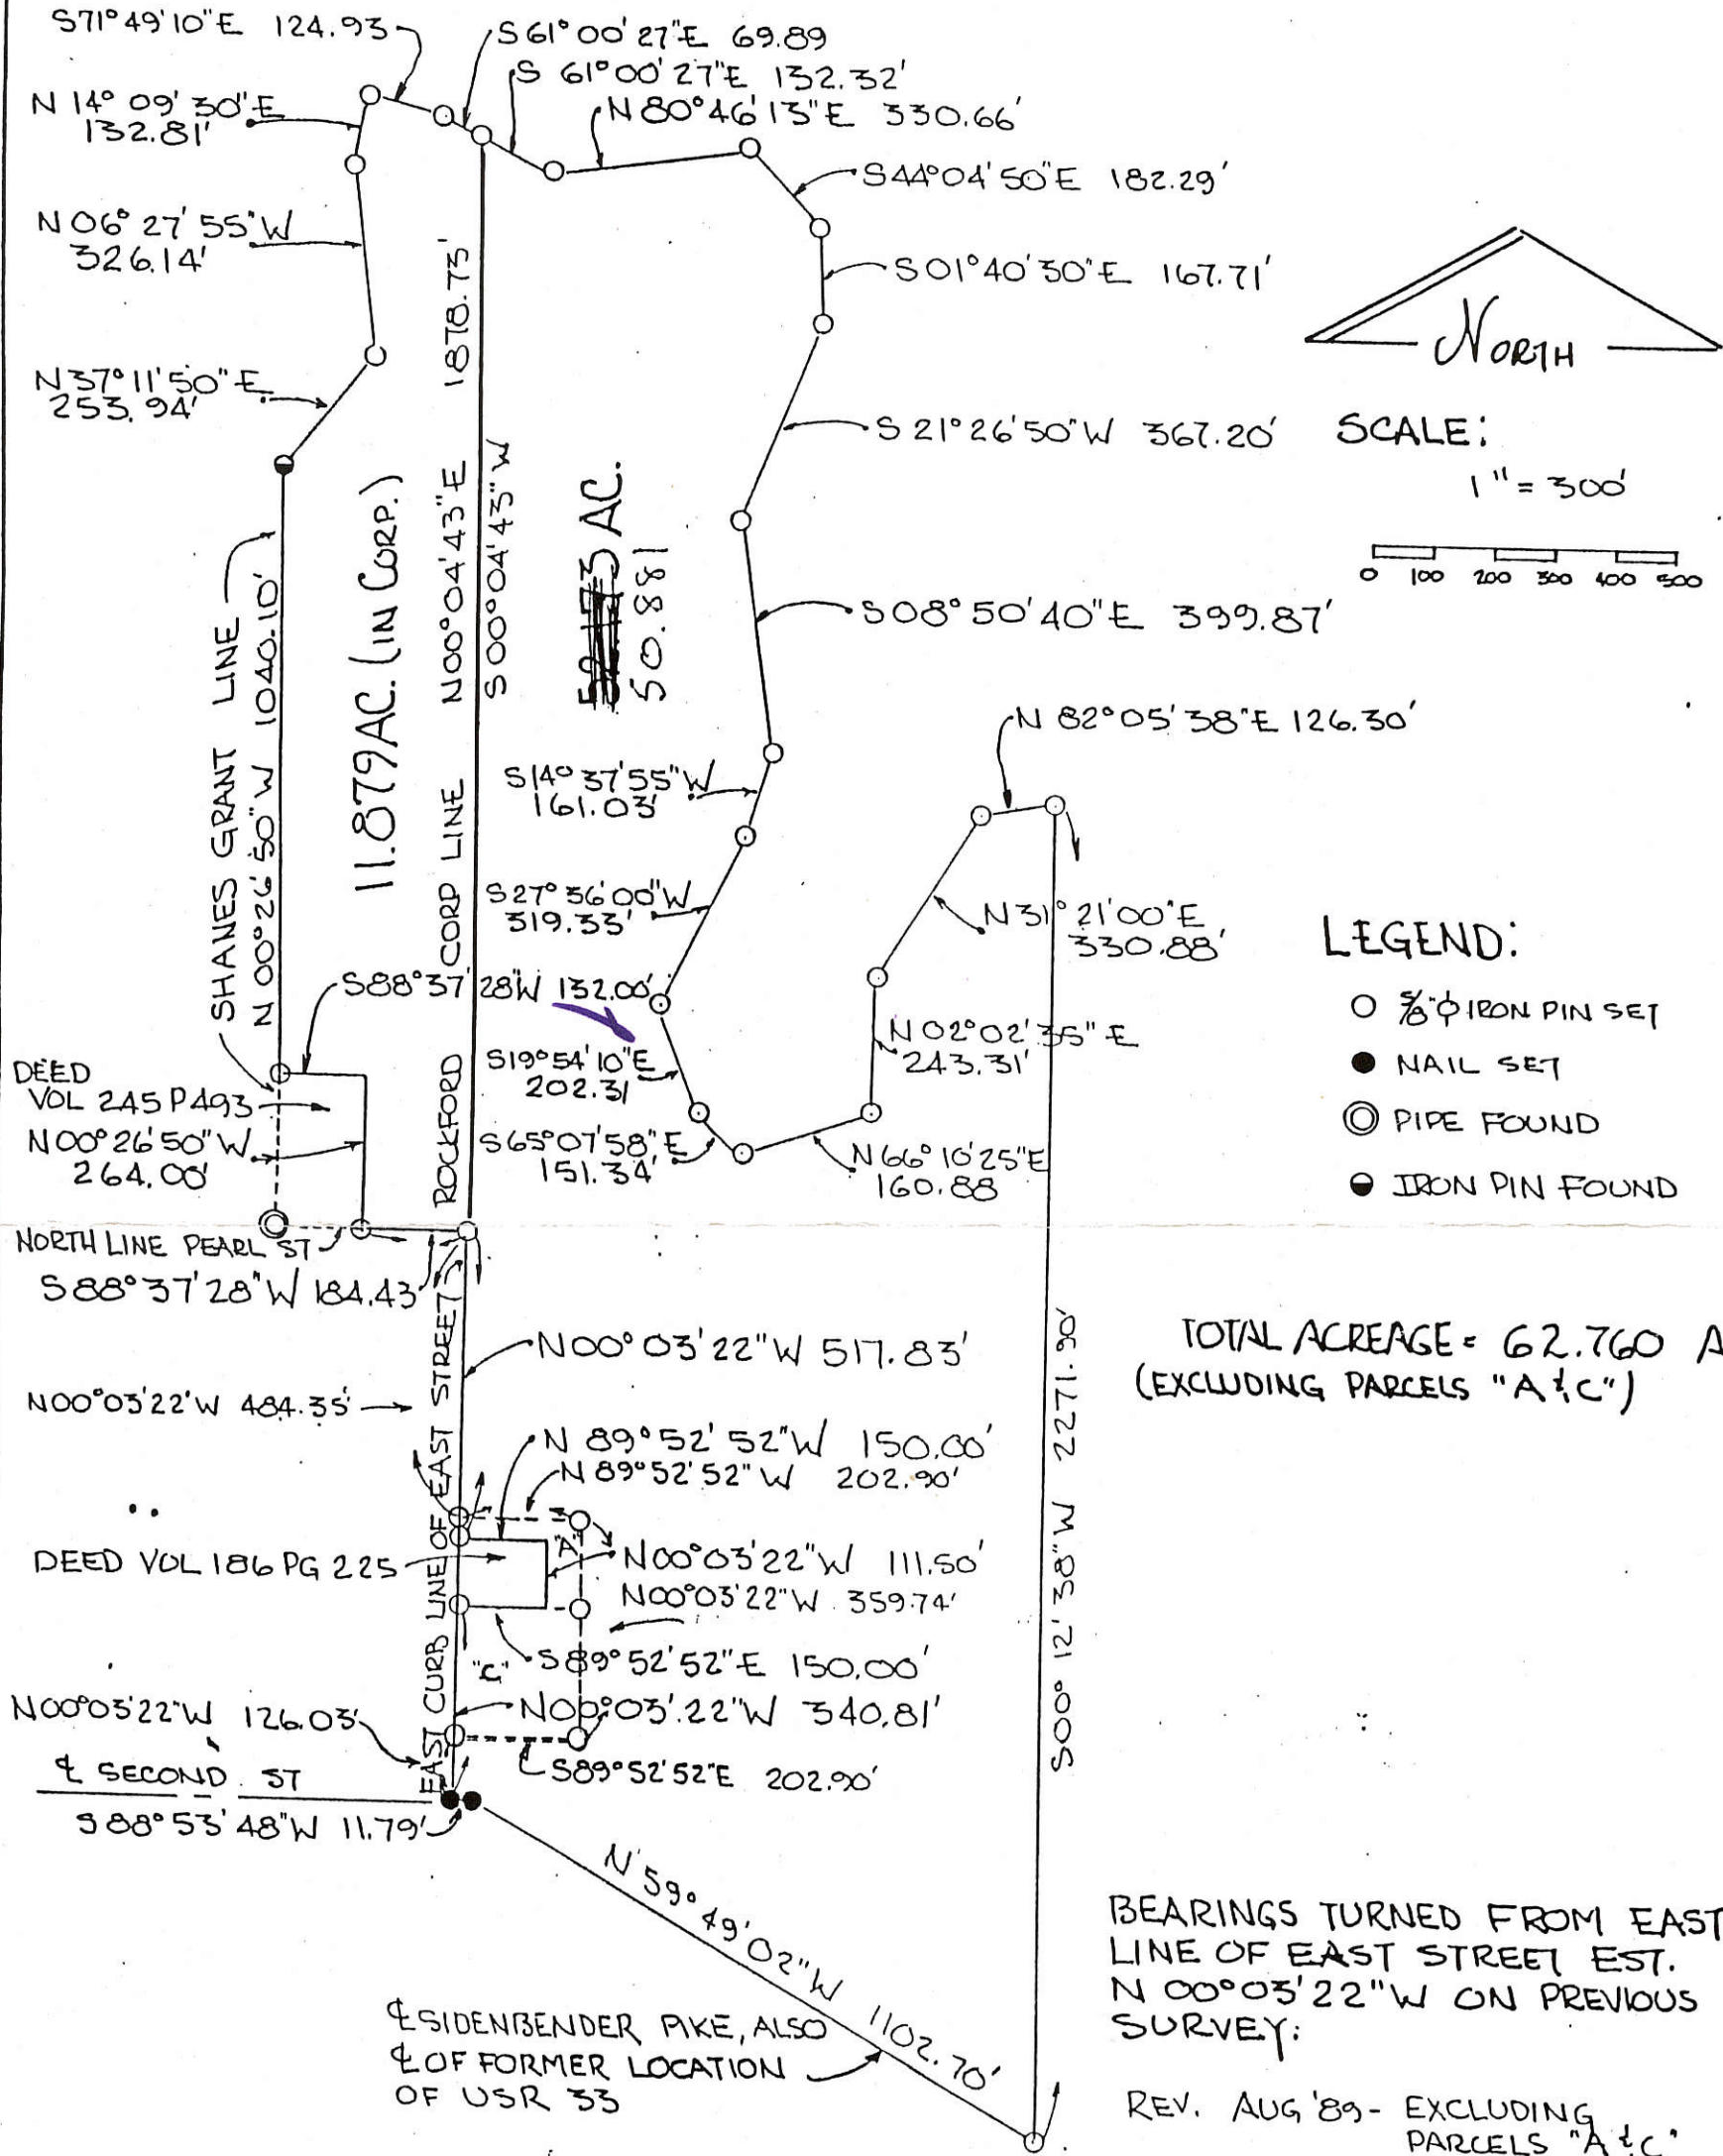 S71°49'10"E 124.93
S61°00'27"E 69.89
S 61°00'27"E 132.32'
N 14°09'30"E
132.81'
N80°46'13"E 330.66'
S44°04'50"E 182.29'
N06°27'55"W
326.14'
S01°40'30"E 167.71'
NORTH
N37°11'50"E
253.94'
S 21°26'50"W 367.20'
SCALE:
1" = 300'
0 100 200 300 400 500
SHANES GRANT LINE
N 00°26'50"W 1040.10'
11.879AC. (IN CORP.)
ROCKFORD CORP LINE N00°04'43"E 1878.73'
S00°04'43"W
AC.
50.881
S08°50'40"E 399.87'
N 82°05'38"E 126.30'
S14°37'55"W
161.03'
S27°36'00"W
319.33'
N31°21'00"E
330.88'
LEGEND:
S88°37'28"W 132.00'
⅝"ϕ IRON PIN SET
N02°02'35"E
243.31'
S19°54'10"E
202.31
NAIL SET
DEED
VOL 245 P493
N00°26'50"W
264.00'
PIPE FOUND
S65°07'58"E
151.34'
N66°10'25"E
160.88
IRON PIN FOUND
NORTH LINE PEARL ST
S88°37'28"W 184.43'
TOTAL ACREAGE = 62.760 A
(EXCLUDING PARCELS "A & C")
N00°03'22"W 517.83'
N00°03'22"W 484.35'
EAST CURB LINE OF EAST STREET
S00°12'38"W 2271.90'
N 89°52'52"W 150.00'
N 89°52'52"W 202.90'
DEED VOL 186 PG 225
"A"
N00°03'22"W 111.50'
N00°03'22"W 359.74'
"C"
S89°52'52"E 150.00'
N00°03'22"W 340.81'
N00°03'22"W 126.03'
℄ SECOND ST
S89°52'52"E 202.90'
S88°53'48"W 11.79'
N 59°49'02"W 1102.70'
BEARINGS TURNED FROM EAST
LINE OF EAST STREET EST.
N 00°03'22"W ON PREVIOUS
SURVEY:
℄ SIDENBENDER PIKE, ALSO
℄ OF FORMER LOCATION
OF USR 33
REV. AUG '89- EXCLUDING
PARCELS "A & C"